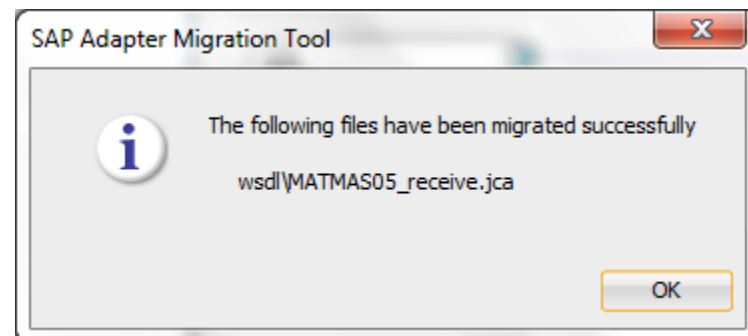 SAP Adapter Migration Tool
The following files have been migrated successfully
wsdl\MATMAS05_receive.jca
OK